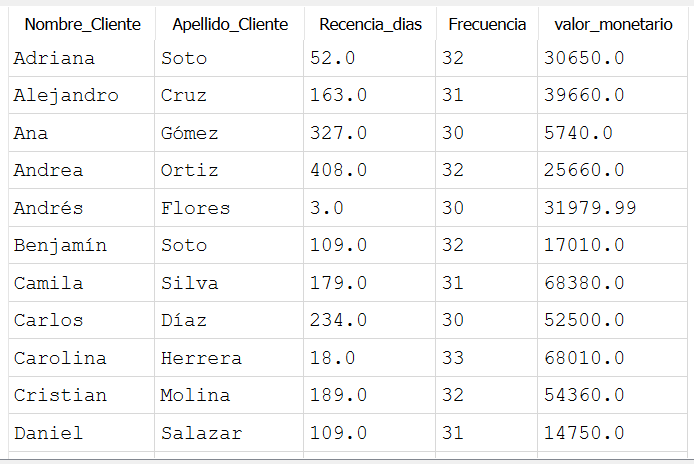 Nombre_Cliente Apellido_Cliente Recencia_dias Frecuencia valor_monetario
Adriana Soto 52.0 32 30650.0
Alejandro Cruz 163.0 31 39660.0
Ana Gómez 327.0 30 5740.0
Andrea Ortiz 408.0 32 25660.0
Andrés Flores 3.0 30 31979.99
Benjamín Soto 109.0 32 17010.0
Camila Silva 179.0 31 68380.0
Carlos Díaz 234.0 30 52500.0
Carolina Herrera 18.0 33 68010.0
Cristian Molina 189.0 32 54360.0
Daniel Salazar 109.0 31 14750.0